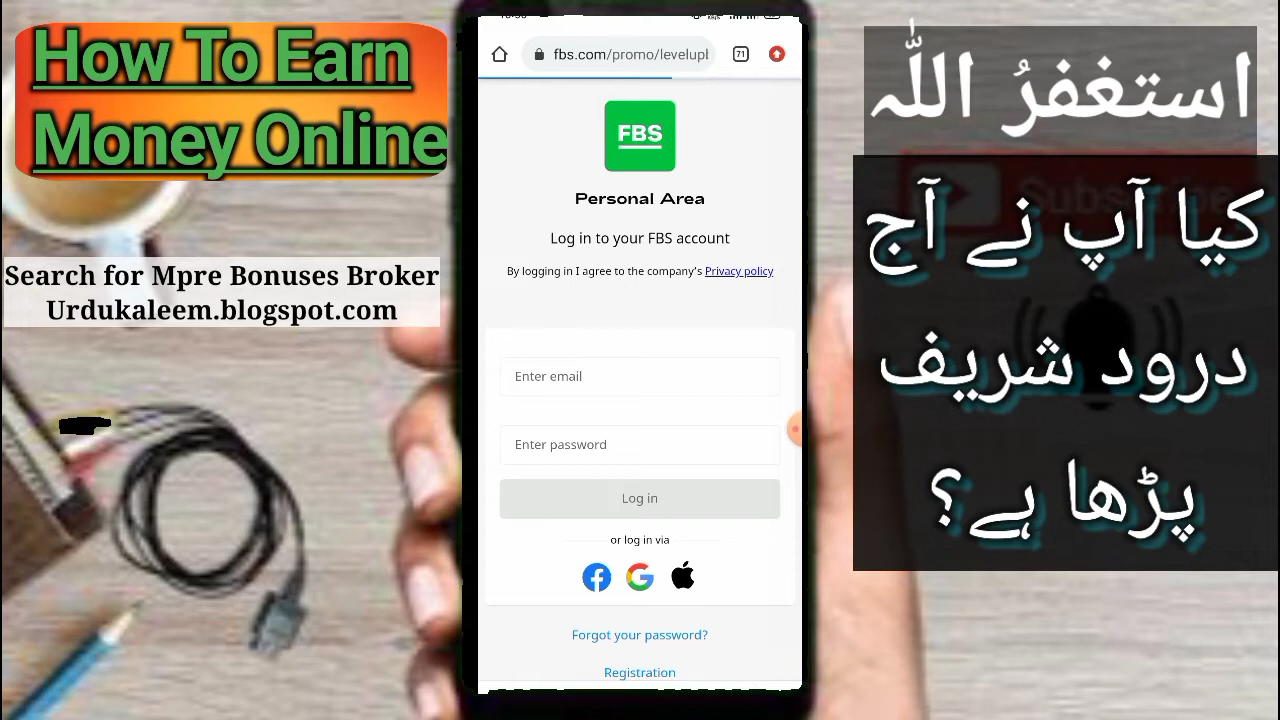 How To Earn
Money Online
Search for Mpre Bonuses Broker
Urdukaleem.blogspot.com
71
fbs.com/promo/levelupl
FBS
Personal Area
Log in to your FBS account
By logging in I agree to the company's Privacy policy
Enter email
Enter password
Log in
or log in via
Forgot your password?
Registration
استغفرُ اللّٰہ
کیا آپ نے آج
درود شریف
پڑھا ہے؟